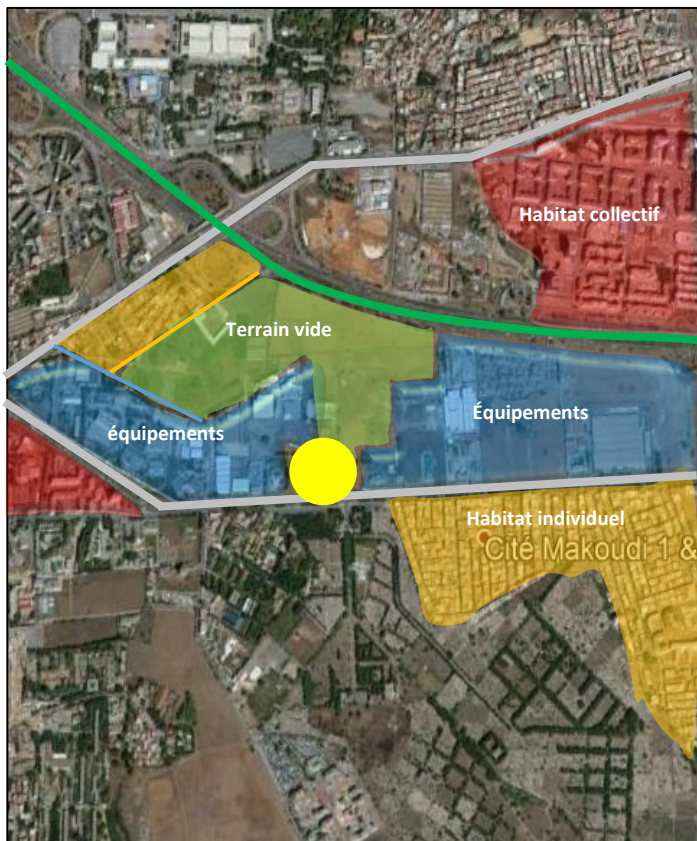 Habitat collectif
Terrain vide
équipements
Équipements
Habitat individuel
Cité Makoudi 1 &